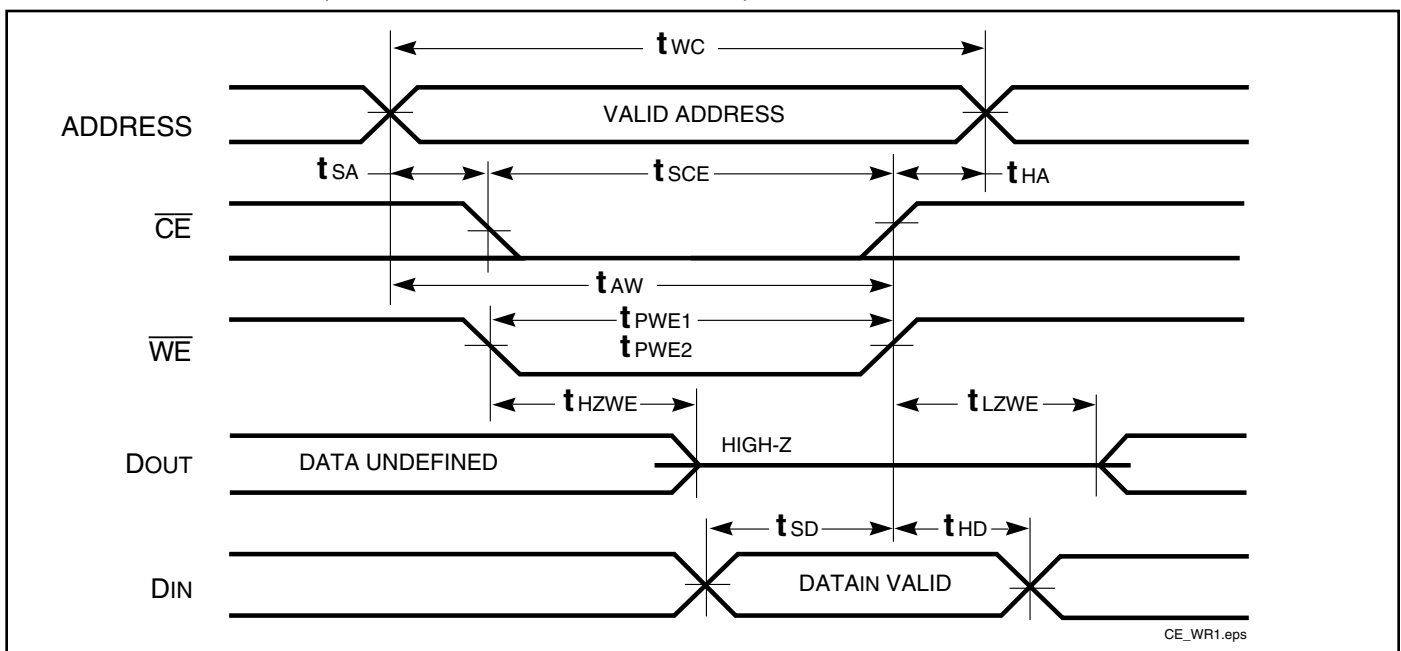 tWC
ADDRESS
VALID ADDRESS
tSA
tSCE
tHA
CE
tAW
WE
tPWE1
tPWE2
tHZWE
tLZWE
DOUT
DATA UNDEFINED
HIGH-Z
tSD
tHD
DIN
DATAIN VALID
CE_WR1.eps